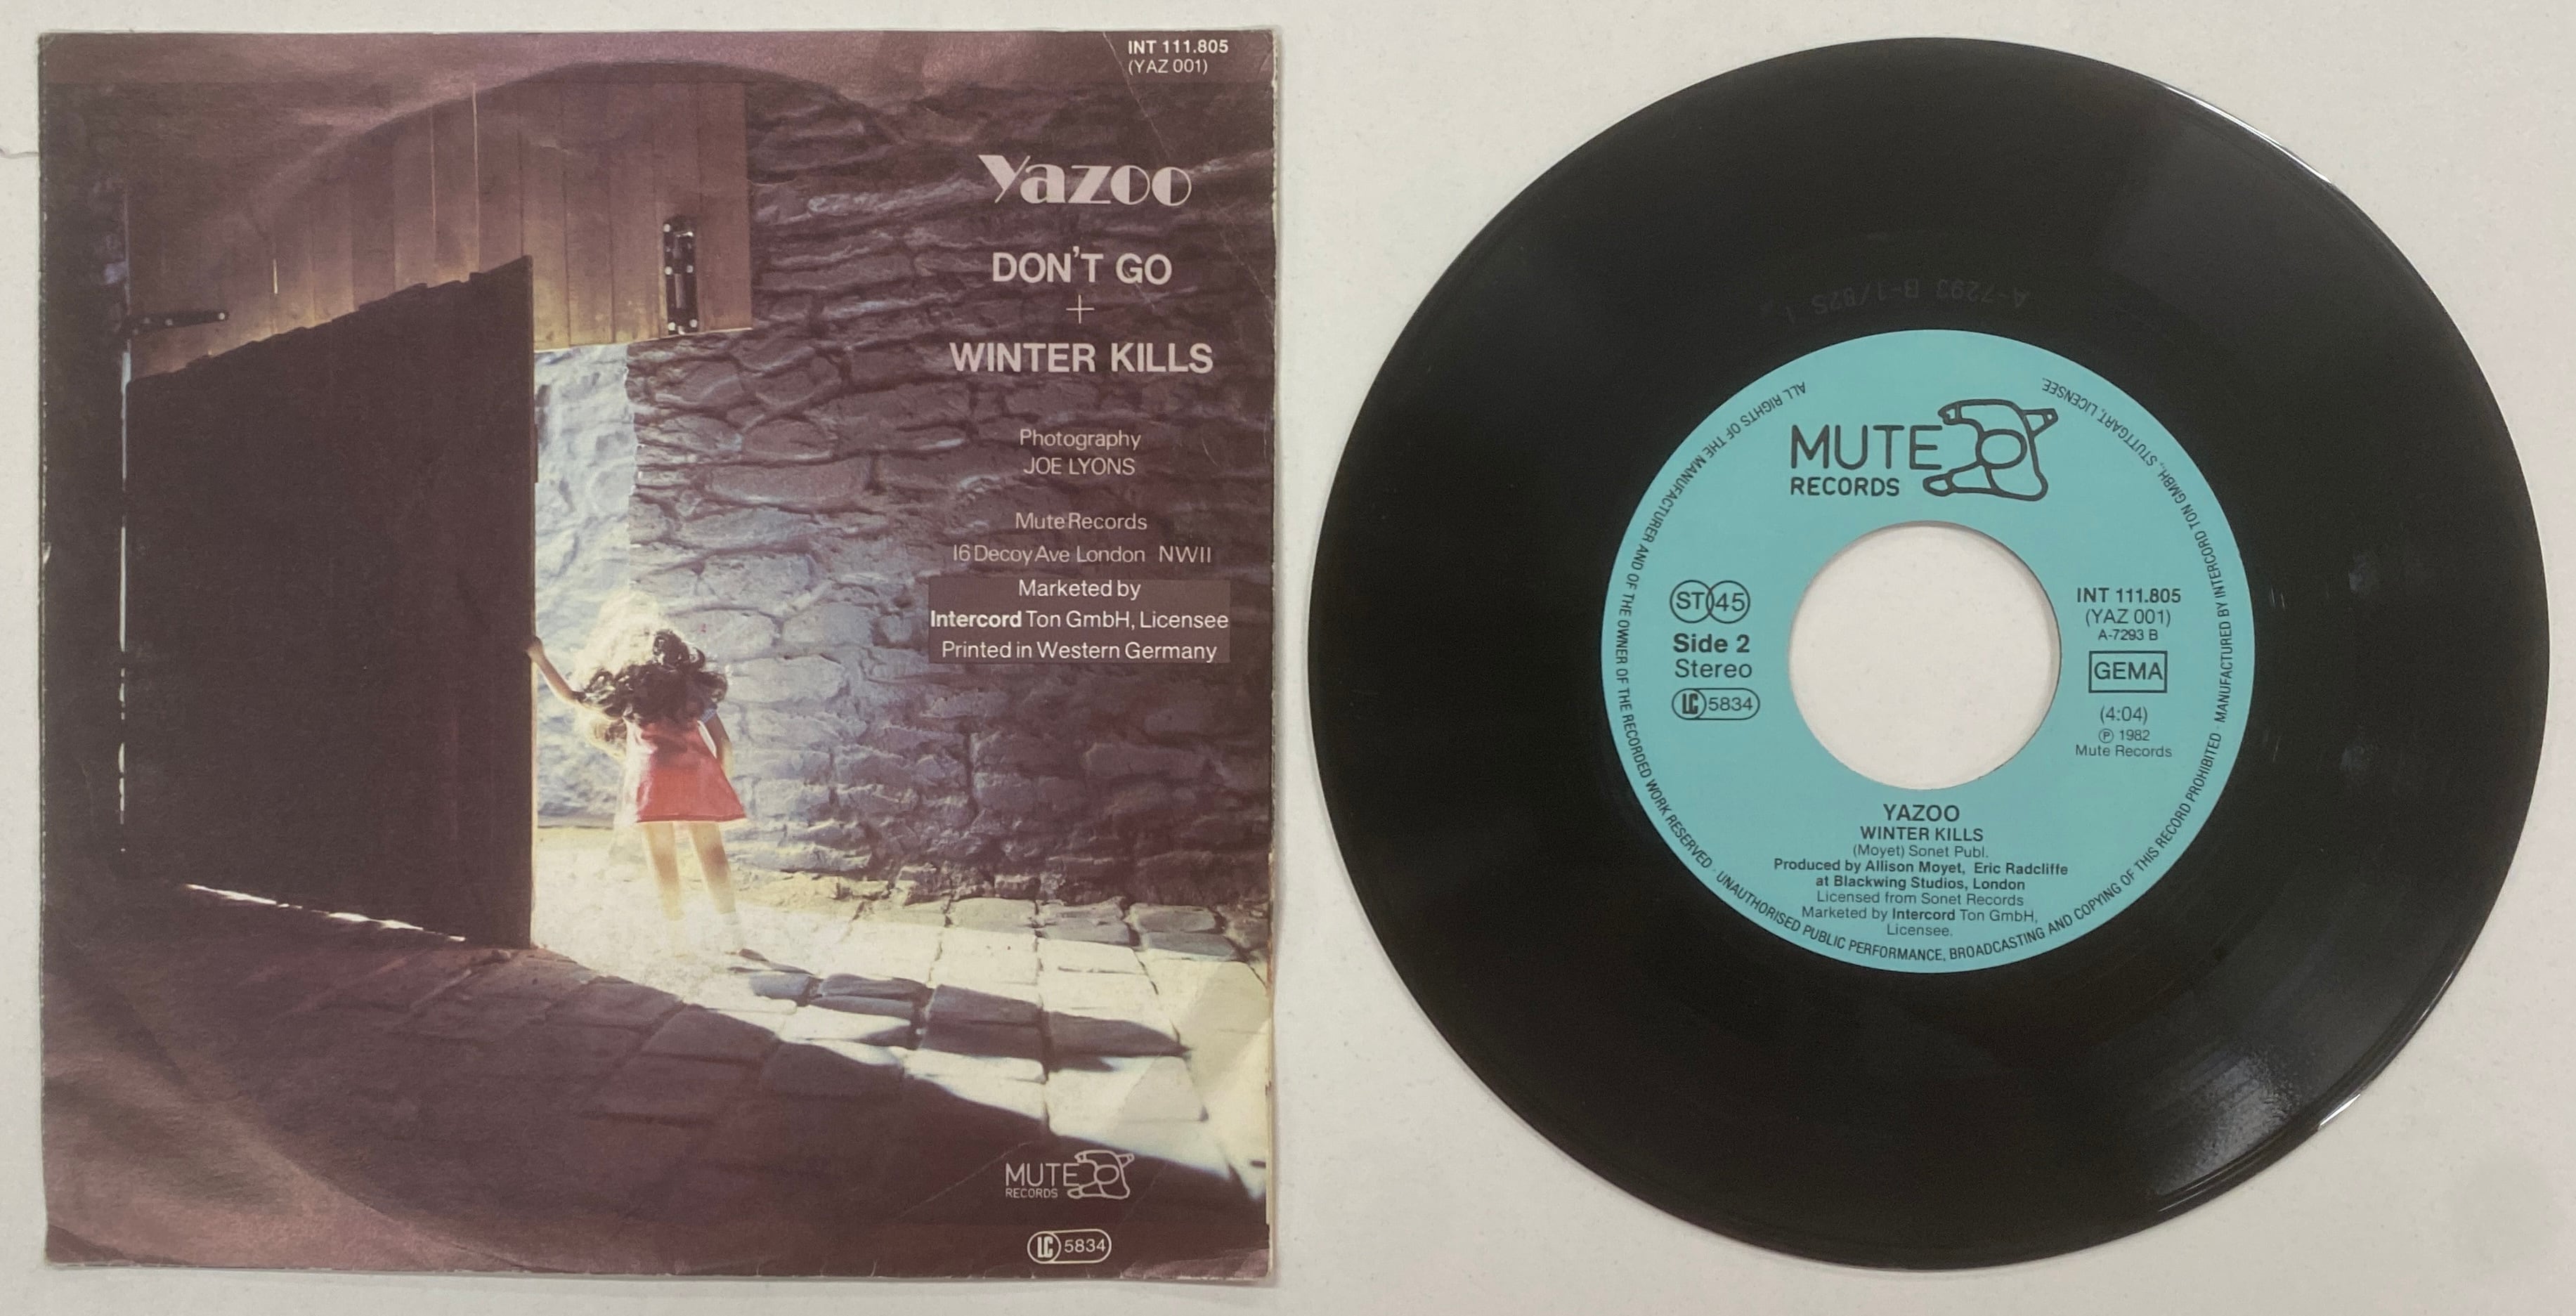 INT 111.805
(YAZ 001)
Yazoo
DON'T GO
+
WINTER KILLS
Photography
JOE LYONS
Mute Records
16 Decoy Ave London NW11
Marketed by
Intercord Ton GmbH, Licensee
Printed in Western Germany
MUTE
RECORDS
LC 5834
A-7293 B-1/82S
MUTE
RECORDS
ST 45
Side 2
Stereo
LC 5834
INT 111.805
(YAZ 001)
A-7293 B
GEMA
(4:04)
℗ 1982
Mute Records
YAZOO
WINTER KILLS
(Moyet) Sonet Publ.
Produced by Allison Moyet, Eric Radcliffe
at Blackwing Studios, London
Licensed from Sonet Records
Marketed by Intercord Ton GmbH,
Licensee.
ALL RIGHTS OF THE MANUFACTURER AND OF THE OWNER OF THE RECORDED WORK RESERVED · UNAUTHORISED PUBLIC PERFORMANCE, BROADCASTING AND COPYING OF THIS RECORD PROHIBITED · MANUFACTURED BY INTERCORD TON GMBH, STUTTGART, LICENSEE.